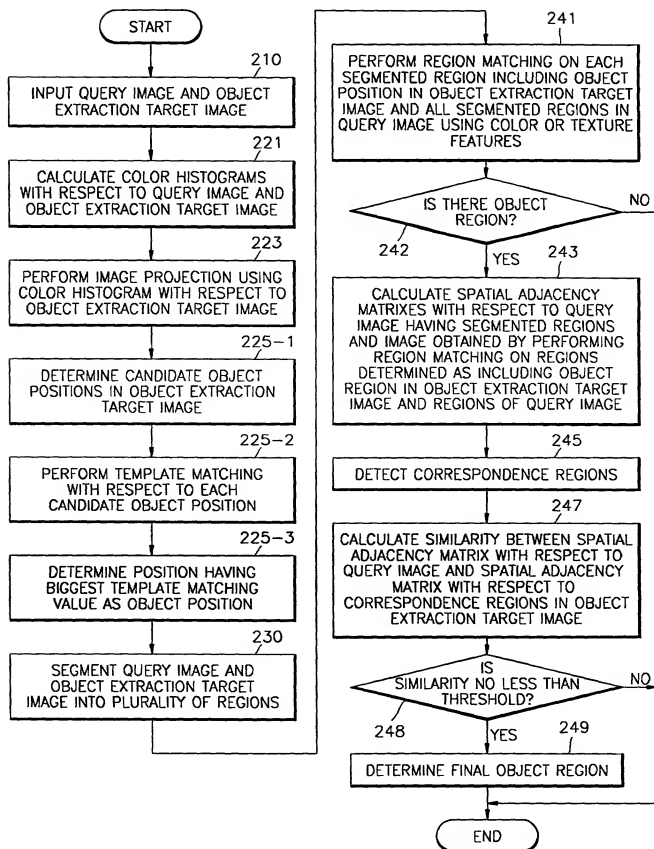 START
210
INPUT QUERY IMAGE AND OBJECT
EXTRACTION TARGET IMAGE
221
CALCULATE COLOR HISTOGRAMS
WITH RESPECT TO QUERY IMAGE AND
OBJECT EXTRACTION TARGET IMAGE
223
PERFORM IMAGE PROJECTION USING
COLOR HISTOGRAM WITH RESPECT TO
OBJECT EXTRACTION TARGET IMAGE
225-1
DETERMINE CANDIDATE OBJECT
POSITIONS IN OBJECT EXTRACTION
TARGET IMAGE
225-2
PERFORM TEMPLATE MATCHING
WITH RESPECT TO EACH
CANDIDATE OBJECT POSITION
225-3
DETERMINE POSITION HAVING
BIGGEST TEMPLATE MATCHING
VALUE AS OBJECT POSITION
230
SEGMENT QUERY IMAGE AND
OBJECT EXTRACTION TARGET
IMAGE INTO PLURALITY OF REGIONS
241
PERFORM REGION MATCHING ON EACH
SEGMENTED REGION INCLUDING OBJECT
POSITION IN OBJECT EXTRACTION TARGET
IMAGE AND ALL SEGMENTED REGIONS IN
QUERY IMAGE USING COLOR OR TEXTURE
FEATURES
IS THERE OBJECT
REGION?
NO
242
YES
243
CALCULATE SPATIAL ADJACENCY
MATRIXES WITH RESPECT TO QUERY
IMAGE HAVING SEGMENTED REGIONS
AND IMAGE OBTAINED BY PERFORMING
REGION MATCHING ON REGIONS
DETERMINED AS INCLUDING OBJECT
REGION IN OBJECT EXTRACTION TARGET
IMAGE AND REGIONS OF QUERY IMAGE
245
DETECT CORRESPONDENCE REGIONS
247
CALCULATE SIMILARITY BETWEEN SPATIAL
ADJACENCY MATRIX WITH RESPECT TO
QUERY IMAGE AND SPATIAL ADJACENCY
MATRIX WITH RESPECT TO
CORRESPONDENCE REGIONS IN OBJECT
EXTRACTION TARGET IMAGE
IS
SIMILARITY NO LESS THAN
THRESHOLD?
NO
248
YES
249
DETERMINE FINAL OBJECT REGION
END